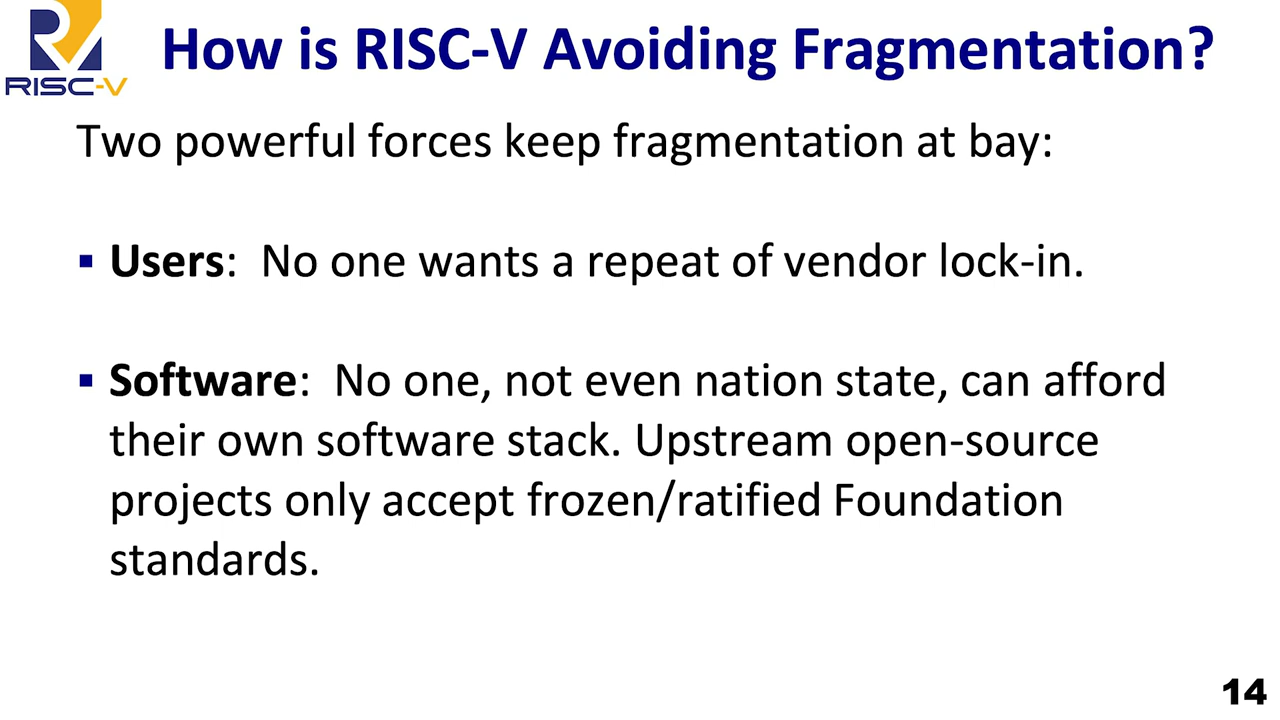 RISC-V
How is RISC-V Avoiding Fragmentation?
Two powerful forces keep fragmentation at bay:
▪ Users: No one wants a repeat of vendor lock-in.
▪ Software: No one, not even nation state, can afford
their own software stack. Upstream open-source
projects only accept frozen/ratified Foundation
standards.
14